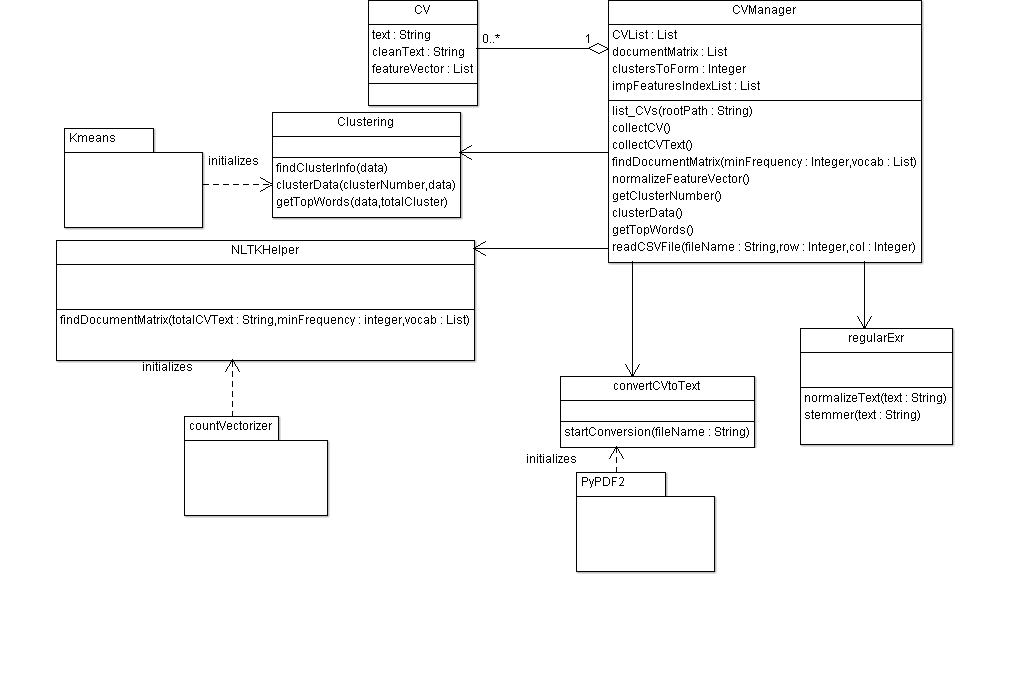 CV
text : String
cleanText : String
featureVector : List
0..*
1
CVManager
CVList : List
documentMatrix : List
clustersToForm : Integer
impFeaturesIndexList : List
list_CVs(rootPath : String)
collectCV()
collectCVText()
findDocumentMatrix(minFrequency : Integer,vocab : List)
normalizeFeatureVector()
getClusterNumber()
clusterData()
getTopWords()
readCSVFile(fileName : String,row : Integer,col : Integer)
Clustering
findClusterInfo(data)
clusterData(clusterNumber,data)
getTopWords(data,totalCluster)
Kmeans
initializes
NLTKHelper
findDocumentMatrix(totalCVText : String,minFrequency : integer,vocab : List)
initializes
countVectorizer
convertCVtoText
startConversion(fileName : String)
initializes
PyPDF2
regularExr
normalizeText(text : String)
stemmer(text : String)